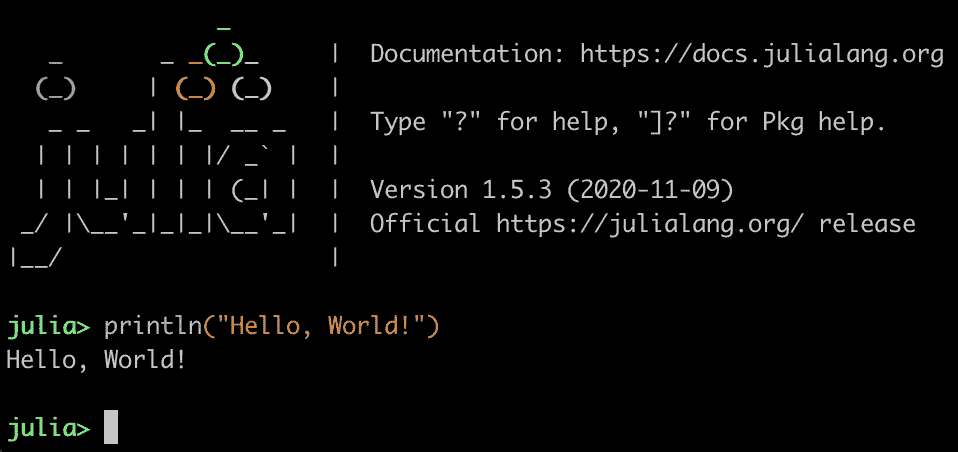 _
   _       _ _(_)_     |  Documentation: https://docs.julialang.org
  (_)     | (_) (_)    |
   _ _   _| |_  __ _   |  Type "?" for help, "]?" for Pkg help.
  | | | | | | |/ _` |  |
  | | |_| | | | (_| |  |  Version 1.5.3 (2020-11-09)
 _/ |\__'_|_|_|\__'_|  |  Official https://julialang.org/ release
|__/                   |

julia> println("Hello, World!")
Hello, World!

julia>